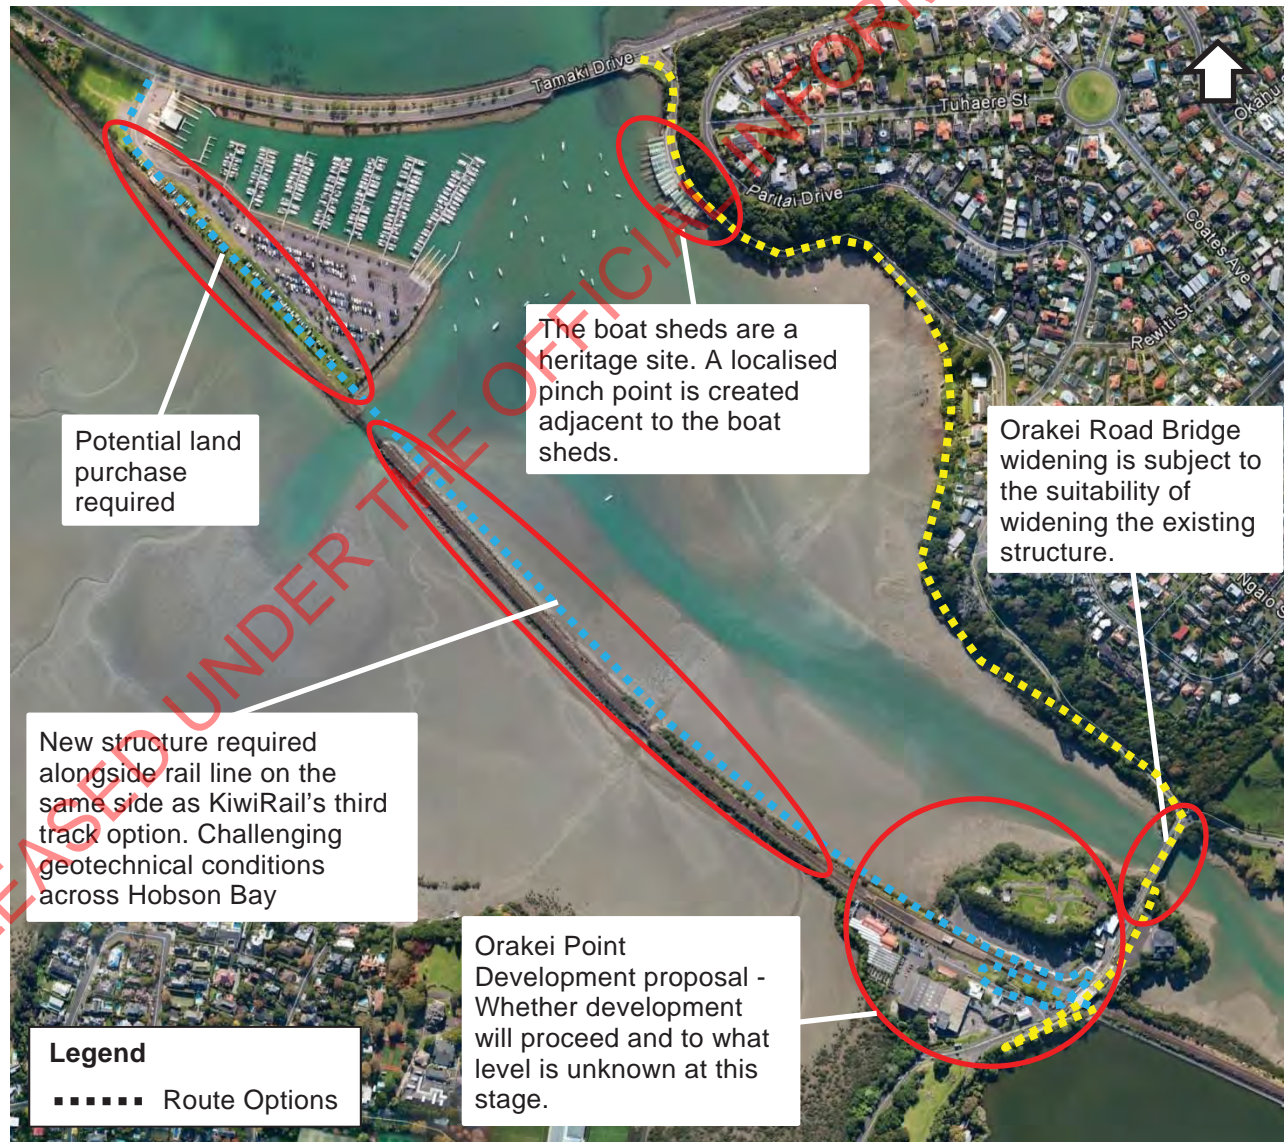 Tamaki Drive
Tuhaere St
Okahu
Paritai Drive
Coates Ave
Rewiti St
Ngaio
The boat sheds are a
heritage site. A localised
pinch point is created
adjacent to the boat
sheds.
Potential land
purchase
required
Orakei Road Bridge
widening is subject to
the suitability of
widening the existing
structure.
New structure required
alongside rail line on the
same side as KiwiRail's third
track option. Challenging
geotechnical conditions
across Hobson Bay
Orakei Point
Development proposal -
Whether development
will proceed and to what
level is unknown at this
stage.
Legend
Route Options
EASED UNDER THE OFFICIAL INFORM